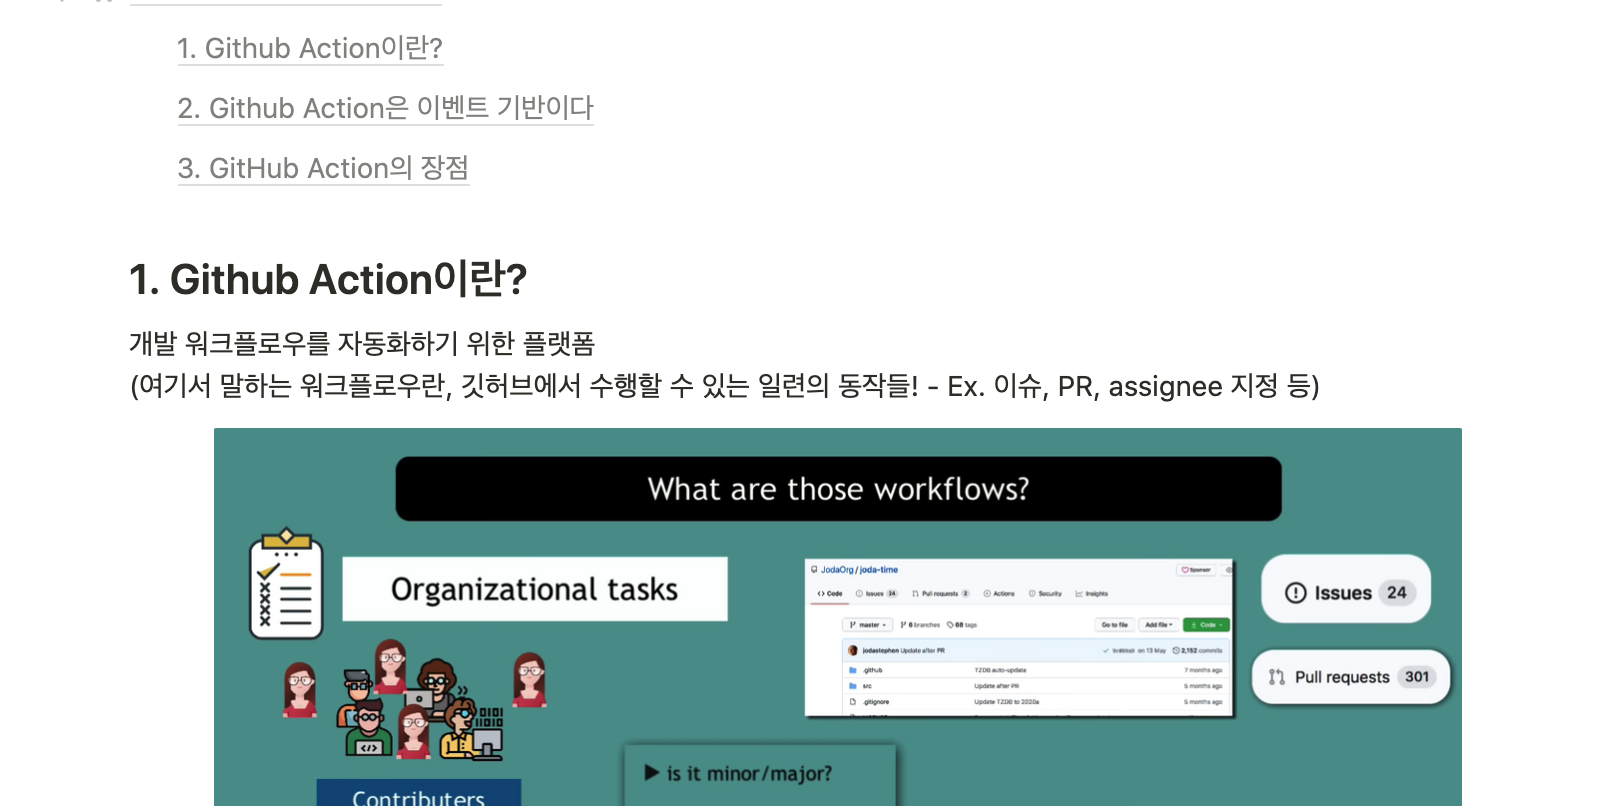 1. Github Action이란?
2. Github Action은 이벤트 기반이다
3. GitHub Action의 장점
1. Github Action이란?
개발 워크플로우를 자동화하기 위한 플랫폼
(여기서 말하는 워크플로우란, 깃허브에서 수행할 수 있는 일련의 동작들! - Ex. 이슈, PR, assignee 지정 등)
What are those workflows?
Organizational tasks
JodaOrg / joda-time
Sponsor
<> Code Issues 24 Pull requests 2 Actions Security Insights
master 6 branches 68 tags Go to file Add file Code
jodastephen Update after PR on 13 May 2,152 commits
.github TZDB auto-update 7 months ago
src Update after PR 5 months ago
.gitignore Update TZDB to 2020a 5 months ago
Issues 24
Pull requests 301
is it minor/major?
Contributers